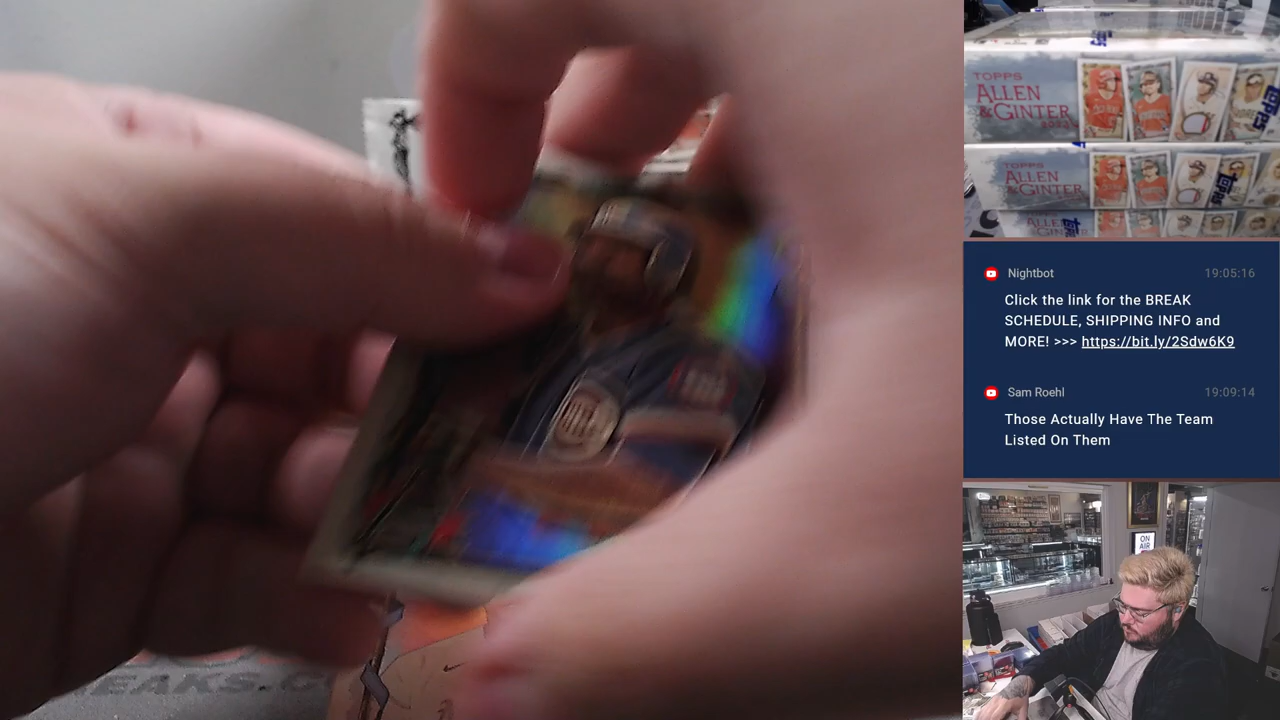 TOPPS
ALLEN
&GINTER
TOPPS
TOPPS
ALLEN
&GINTER
TOPPS
Nightbot 19:05:16
Click the link for the BREAK
SCHEDULE, SHIPPING INFO and
MORE! >>> https://bit.ly/2Sdw6K9
Sam Roehl 19:09:14
Those Actually Have The Team
Listed On Them
ON
AIR